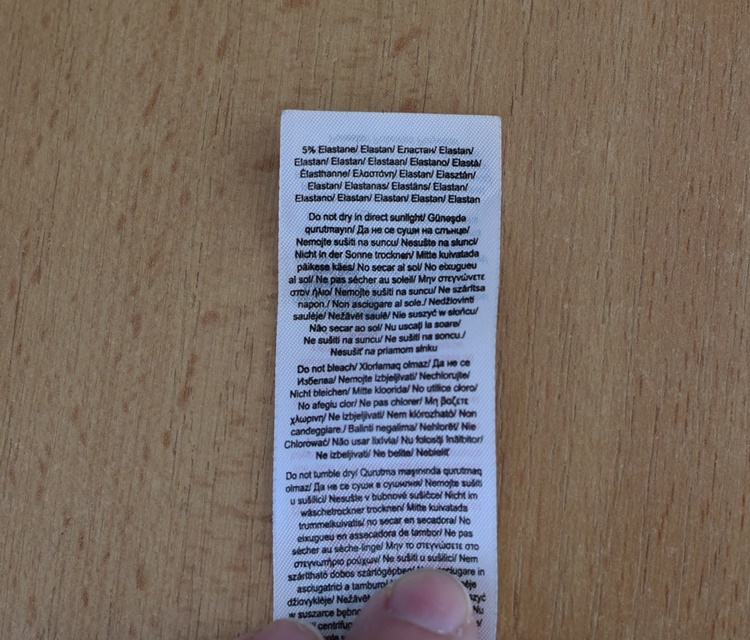 5% Elastane/ Elastan/ Еластан/ Elastan/
Elastan/ Elastan/ Elastaan/ Elastano/ Elastà/
Élasthanne/ Ελαστάνη/ Elastan/ Elasztán/
Elastan/ Elastanas/ Elastāns/ Elastan/
Elastano/ Elastan/ Elastan/ Elastan/ Elastan
Do not dry in direct sunlight/ Güneşde
qurutmayın/ Да не се суши на слънце/
Nemojte sušiti na suncu/ Nesušte na slunci/
Nicht in der Sonne trocknen/ Mitte kuivatada
päikese käes/ No secar al sol/ No eixugueu
al sol/ Ne pas sécher au soleil/ Μην στεγνώνετε
στον ήλιο/ Nemojte sušiti na suncu/ Ne szárítsa
napon./ Non asciugare al sole./ Nedžiovinti
saulėje/ Nežāvēt saulē/ Nie suszyć w słońcu/
Não secar ao sol/ Nu uscați la soare/
Ne sušiti na suncu/ Ne sušiti na soncu./
Nesušiť na priamom slnku
Do not bleach/ Xlorlamaq olmaz/ Да не се
Избелва/ Nemojte izbjeljivati/ Nechlorujte/
Nicht bleichen/ Mitte kloorida/ No utilice cloro/
No afegiu clor/ Ne pas chlorer/ Μη βαζετε
χλωρινη/ Ne izbjeljivati/ Nem klórozható/ Non
candeggiare./ Balinti negalima/ Nehlorēt/ Nie
Chlorować/ Não usar lixívia/ Nu folosiți înălbitor/
Ne izbeljivati/ Ne belite/ Nebieliť
Do not tumble dry/ Qurutma maşınında qurutmaq
olmaz/ Да не се суши в сушилня/ Nemojte sušiti
u sušilici/ Nesušte v bubnové sušičce/ Nicht im
wäschetrockner trocknen/ Mitte kuivatada
trummelkuivatis/ no secar en secadora/ No
eixugueu en assecadora de tambor/ Ne pas
sécher au sèche-linge/ Μην το στεγνώσετε στο
στεγνωτήριο ρούχων/ Ne sušiti u sušilici/ Nem
szárítható dobos szárítógépben/ asciugare in
asciugatrici a tamburo/
džiovyklėje/ Nežāvēt
w suszarce bębno
centrifug